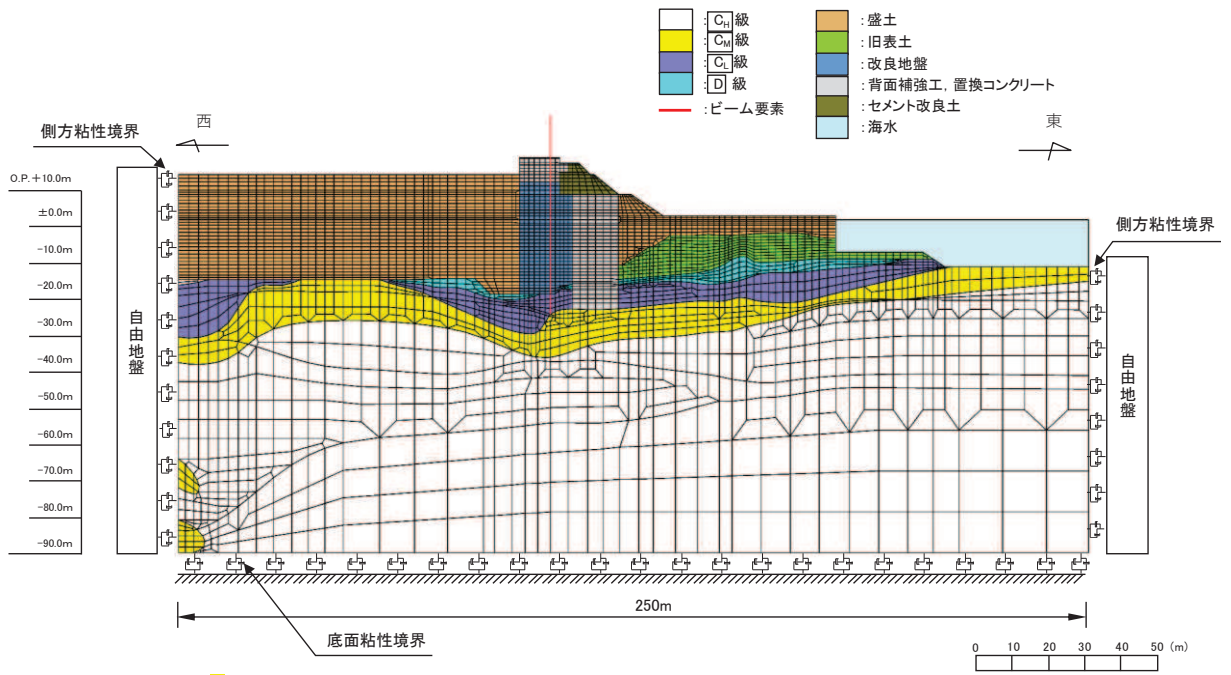 C_H 級
C_M 級
C_L 級
D 級
:ビーム要素
:盛土
:旧表土
:改良地盤
:背面補強工, 置換コンクリート
:セメント改良土
:海水
側方粘性境界
西
東
側方粘性境界
O.P.+10.0m
±0.0m
-10.0m
-20.0m
-30.0m
-40.0m
-50.0m
-60.0m
-70.0m
-80.0m
-90.0m
自由地盤
自由地盤
250m
底面粘性境界
0 10 20 30 40 50 (m)